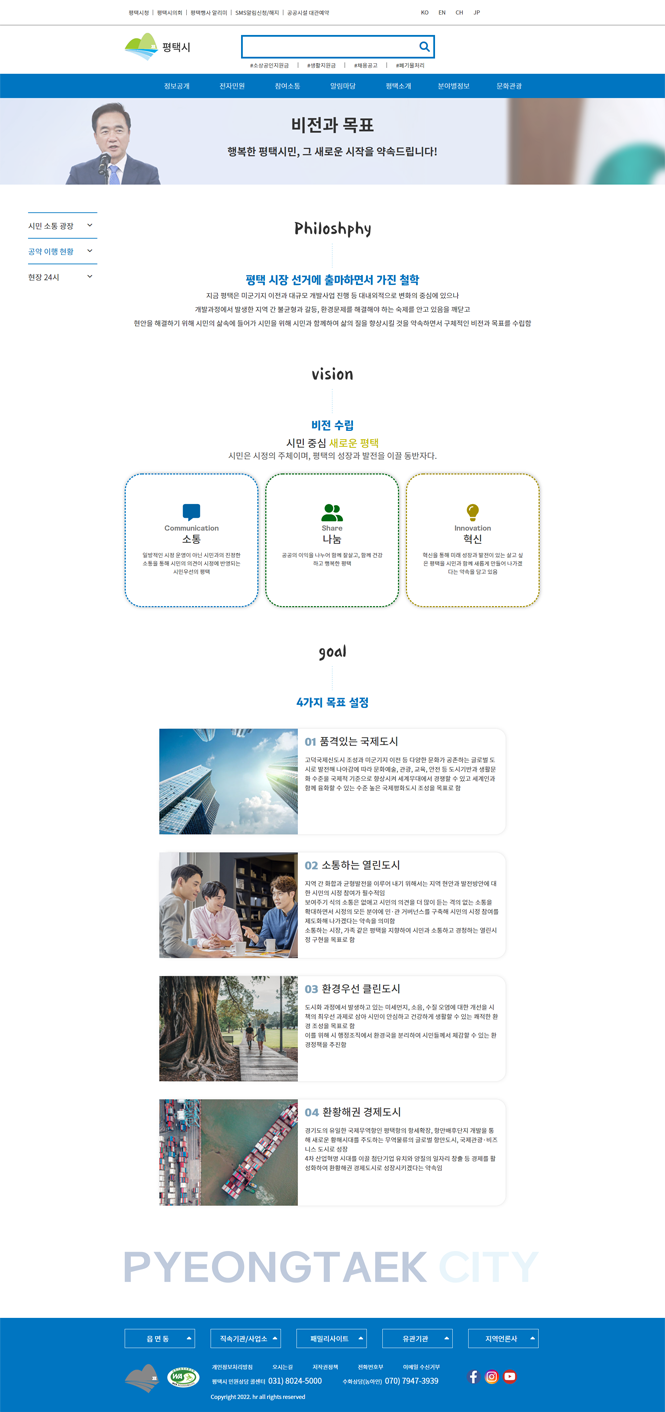 평택시청 | 평택시의회 | 평택행사 알리미 | SMS알림신청/해지 | 공공시설 대관예약
KO EN CH JP
평택시
#소상공인지원금 | #생활지원금 | #채용공고 | #폐기물처리
정보공개 전자민원 참여소통 알림마당 평택소개 분야별정보 문화관광
비전과 목표
행복한 평택시민, 그 새로운 시작을 약속드립니다!
시민 소통 광장
공약 이행 현황
현장 24시
Philoshphy
평택 시장 선거에 출마하면서 가진 철학
지금 평택은 미군기지 이전과 대규모 개발사업 진행 등 대내외적으로 변화의 중심에 있으나
개발과정에서 발생한 지역 간 불균형과 갈등, 환경문제를 해결해야 하는 숙제를 안고 있음을 깨닫고
현안을 해결하기 위해 시민의 삶속에 들어가 시민을 위해 시민과 함께하여 삶의 질을 향상시킬 것을 약속하면서 구체적인 비전과 목표를 수립함
vision
비전 수립
시민 중심 새로운 평택
시민은 시정의 주체이며, 평택의 성장과 발전을 이끌 동반자다.
Communication
소통
일방적인 시정 운영이 아닌 시민과의 진정한
소통을 통해 시민의 의견이 시정에 반영되는
시민우선의 평택
Share
나눔
공공의 이익을 나누어 함께 잘살고, 함께 건강
하고 행복한 평택
Innovation
혁신
혁신을 통해 미래 성장과 발전이 있는 살고 싶
은 평택을 시민과 함께 새롭게 만들어 나가겠
다는 약속을 담고 있음
goal
4가지 목표 설정
01 품격있는 국제도시
고덕국제신도시 조성과 미군기지 이전 등 다양한 문화가 공존하는 글로벌 도
시로 발전해 나아감에 따라 문화예술, 관광, 교육, 안전 등 도시기반과 생활문
화 수준을 국제적 기준으로 향상시켜 세계무대에서 경쟁할 수 있고 세계인과
함께 융화할 수 있는 수준 높은 국제평화도시 조성을 목표로 함
02 소통하는 열린도시
지역 간 화합과 균형발전을 이루어 내기 위해서는 지역 현안과 발전방안에 대
한 시민의 시정 참여가 필수적임
보여주기 식의 소통은 없애고 시민의 의견을 더 많이 듣는 격의 없는 소통을
확대하면서 시정의 모든 분야에 민·관 거버넌스를 구축해 시민의 시정 참여를
제도화해 나가겠다는 약속을 의미함
소통하는 시장, 가족 같은 평택을 지향하여 시민과 소통하고 경청하는 열린시
정 구현을 목표로 함
03 환경우선 클린도시
도시화 과정에서 발생하고 있는 미세먼지, 소음, 수질 오염에 대한 개선을 시
책의 최우선 과제로 삼아 시민이 안심하고 건강하게 생활할 수 있는 쾌적한 환
경 조성을 목표로 함
이를 위해 시 행정조직에서 환경국을 분리하여 시민들께서 체감할 수 있는 환
경정책을 추진함
04 환황해권 경제도시
경기도의 유일한 국제무역항인 평택항의 항세확장, 항만배후단지 개발을 통
해 새로운 황해시대를 주도하는 무역물류의 글로벌 항만도시, 국제관광·비즈
니스 도시로 성장
4차 산업혁명 시대를 이끌 첨단기업 유치와 양질의 일자리 창출 등 경제를 활
성화하여 환황해권 경제도시로 성장시키겠다는 약속임
PYEONGTAEK CITY
읍 면 동 직속기관/사업소 패밀리사이트 유관기관 지역언론사
개인정보처리방침 오시는길 저작권정책 전화번호부 이메일 수신거부
WA
평택시 민원상담 콜센터 031) 8024-5000 수화상담(농아인) 070) 7947-3939
Copyright 2022. hr all rights reserved